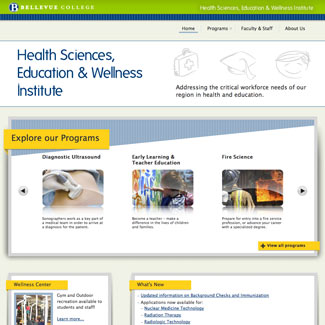 BELLEVUE COLLEGE
Health Sciences, Education & Wellness Institute
Home Programs Faculty & Staff About Us
Health Sciences,
Education & Wellness
Institute
Addressing the critical workforce needs of our
region in health and education.
Explore our Programs
Diagnostic Ultrasound
Early Learning &
Teacher Education
Fire Science
Sonographers work as a key part of
a medical team in order to arrive at
a diagnosis for the patient.
Become a teacher - make a
difference in the lives of children
and families.
Prepare for entry into a fire service
profession, or advance your career
with a specialized degree.
View all programs
Wellness Center
Gym and Outdoor
recreation available to
students and staff!
Learn more...
What's New
Updated information on Background Checks and Immunization
Applications now available for:
Nuclear Medicine Technology
Radiation Therapy
Radiologic Technology